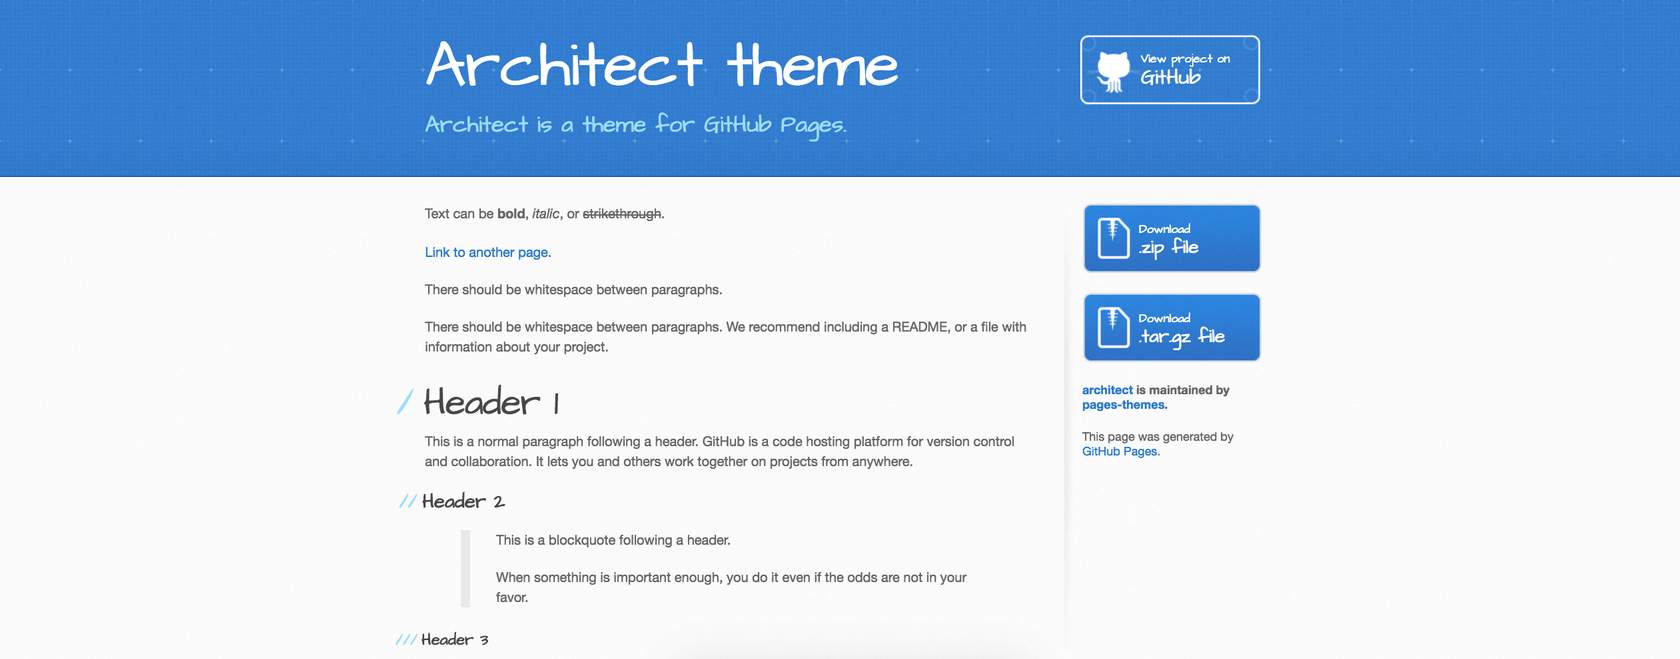 Architect theme
Architect is a theme for GitHub Pages.
View project on
GitHub
Text can be bold, italic, or strikethrough.
Link to another page.
There should be whitespace between paragraphs.
There should be whitespace between paragraphs. We recommend including a README, or a file with
information about your project.
Header 1
This is a normal paragraph following a header. GitHub is a code hosting platform for version control
and collaboration. It lets you and others work together on projects from anywhere.
Header 2
This is a blockquote following a header.
When something is important enough, you do it even if the odds are not in your
favor.
Header 3
Download
.zip file
Download
.tar.gz file
architect is maintained by
pages-themes.
This page was generated by
GitHub Pages.